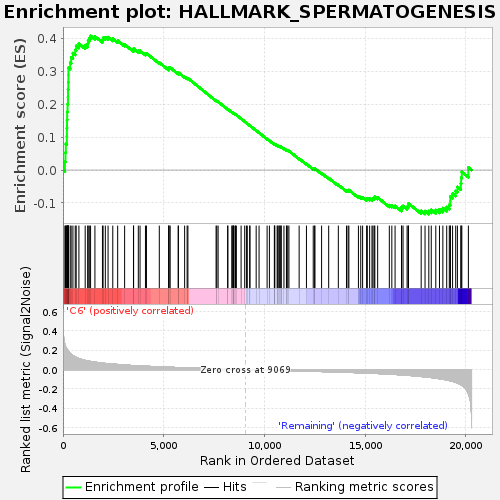 Enrichment plot: HALLMARK_SPERMATOGENESIS
Enrichment score (ES)
0.4
0.3
0.2
0.1
0.0
-0.1
'C6' (positively correlated)
Ranked list metric (Signal2Noise)
0.6
0.4
0.2
0.0
-0.2
-0.4
-0.6
Zero cross at 9069
'Remaining' (negatively correlated)
0
5,000
10,000
15,000
20,000
Rank in Ordered Dataset
Enrichment profile
Hits
Ranking metric scores